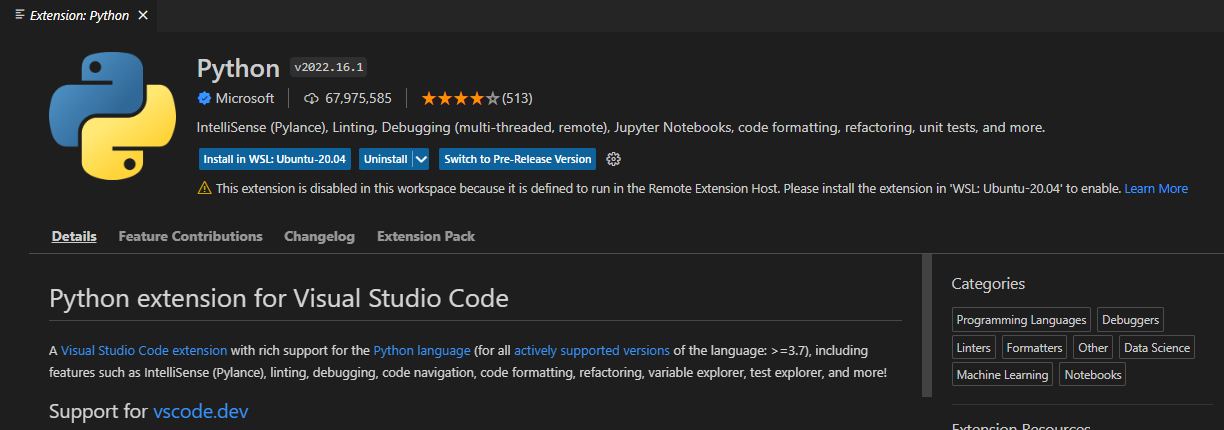 Extension: Python
Python v2022.16.1
Microsoft 67,975,585 (513)
IntelliSense (Pylance), Linting, Debugging (multi-threaded, remote), Jupyter Notebooks, code formatting, refactoring, unit tests, and more.
Install in WSL: Ubuntu-20.04 Uninstall Switch to Pre-Release Version
This extension is disabled in this workspace because it is defined to run in the Remote Extension Host. Please install the extension in 'WSL: Ubuntu-20.04' to enable. Learn More
Details Feature Contributions Changelog Extension Pack
Python extension for Visual Studio Code
A Visual Studio Code extension with rich support for the Python language (for all actively supported versions of the language: >=3.7), including
features such as IntelliSense (Pylance), linting, debugging, code navigation, code formatting, refactoring, variable explorer, test explorer, and more!
Support for vscode.dev
Categories
Programming Languages Debuggers
Linters Formatters Other Data Science
Machine Learning Notebooks
Extension Resources